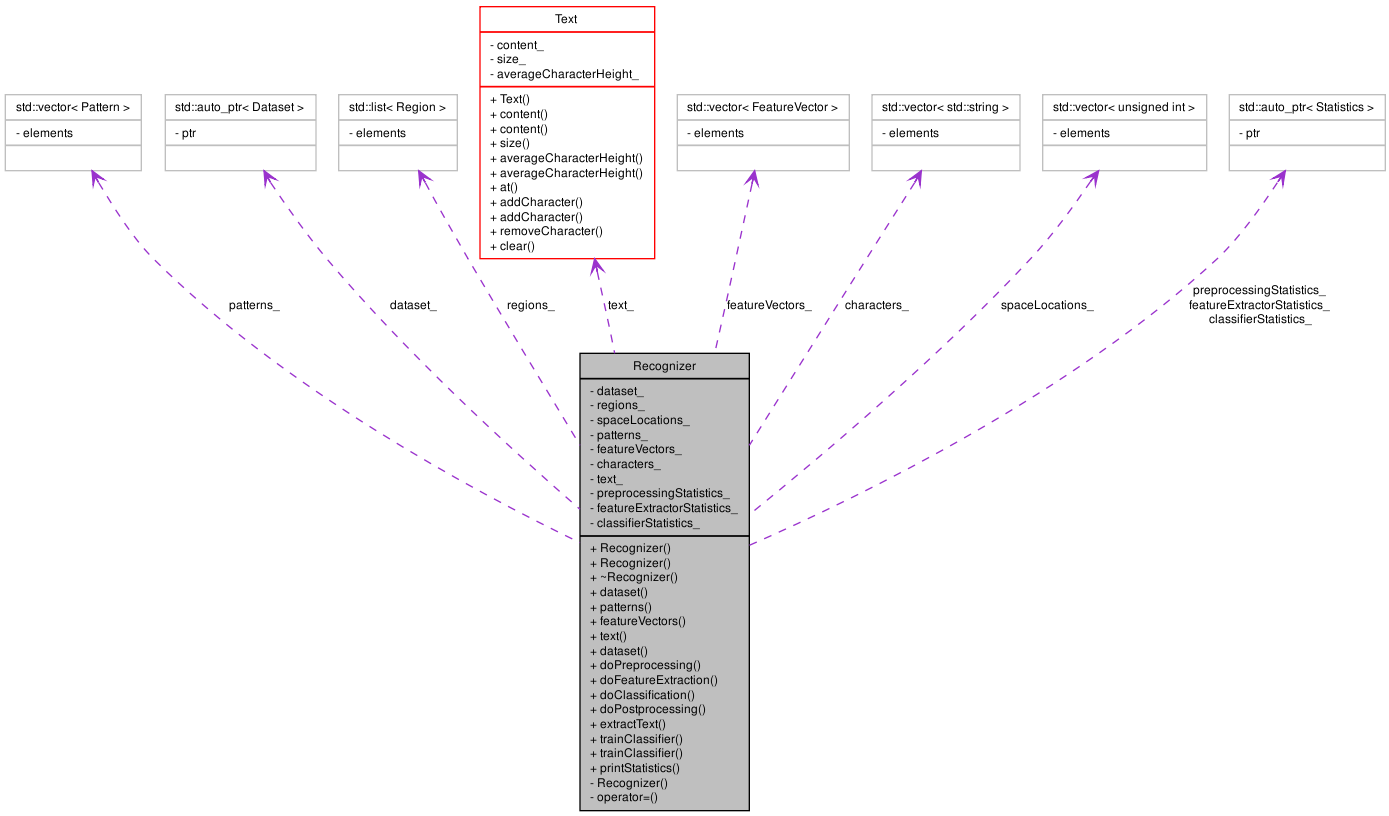 Text
- content_
- size_
- averageCharacterHeight_
+ Text()
+ content()
+ content()
+ size()
+ averageCharacterHeight()
+ averageCharacterHeight()
+ at()
+ addCharacter()
+ addCharacter()
+ removeCharacter()
+ clear()
std::vector< Pattern >
- elements
std::auto_ptr< Dataset >
- ptr
std::list< Region >
- elements
std::vector< FeatureVector >
- elements
std::vector< std::string >
- elements
std::vector< unsigned int >
- elements
std::auto_ptr< Statistics >
- ptr
patterns_
dataset_
regions_
text_
featureVectors_
characters_
spaceLocations_
preprocessingStatistics_
featureExtractorStatistics_
classifierStatistics_
Recognizer
- dataset_
- regions_
- spaceLocations_
- patterns_
- featureVectors_
- characters_
- text_
- preprocessingStatistics_
- featureExtractorStatistics_
- classifierStatistics_
+ Recognizer()
+ Recognizer()
+ ~Recognizer()
+ dataset()
+ patterns()
+ featureVectors()
+ text()
+ dataset()
+ doPreprocessing()
+ doFeatureExtraction()
+ doClassification()
+ doPostprocessing()
+ extractText()
+ trainClassifier()
+ trainClassifier()
+ printStatistics()
- Recognizer()
- operator=()